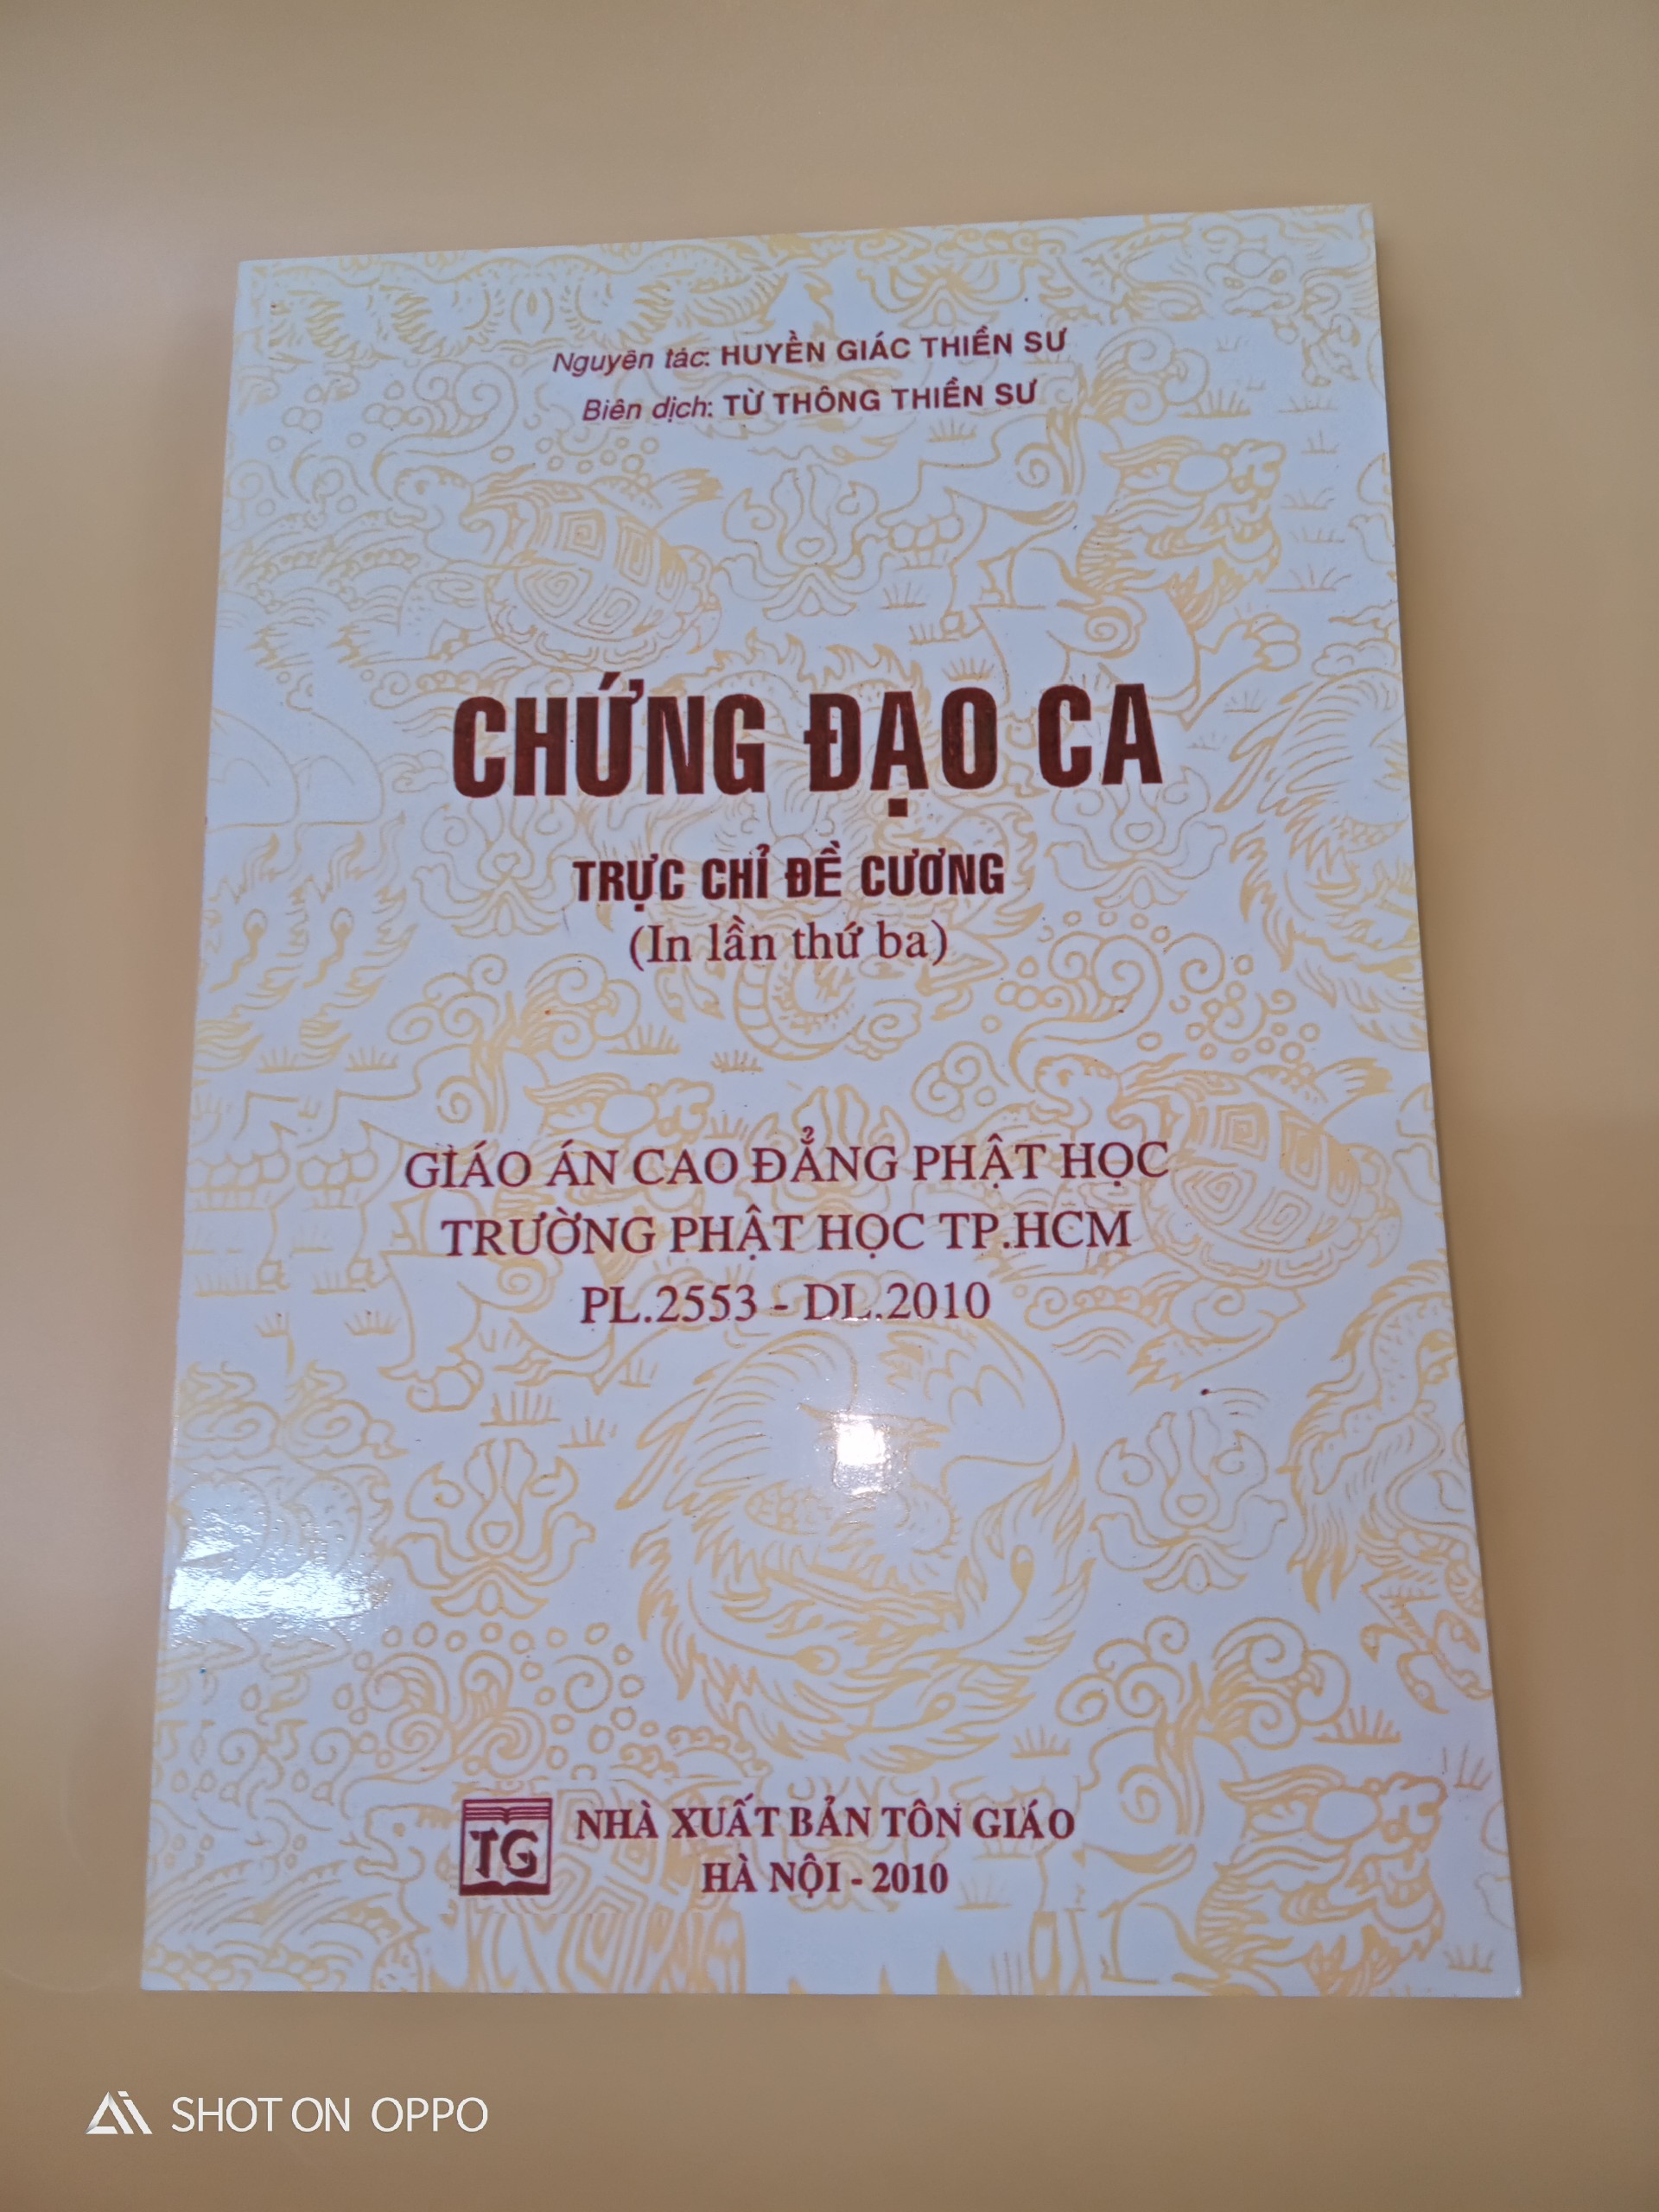 Nguyên tác: HUYỀN GIÁC THIỀN SƯ
Biên dịch: TỪ THÔNG THIỀN SƯ
CHỨNG ĐẠO CA
TRỰC CHỈ ĐỀ CƯƠNG
(In lần thứ ba)
GIÁO ÁN CAO ĐẲNG PHẬT HỌC
TRƯỜNG PHẬT HỌC TP.HCM
PL.2553 - DL.2010
TG
NHÀ XUẤT BẢN TÔN GIÁO
HÀ NỘI - 2010
SHOT ON OPPO